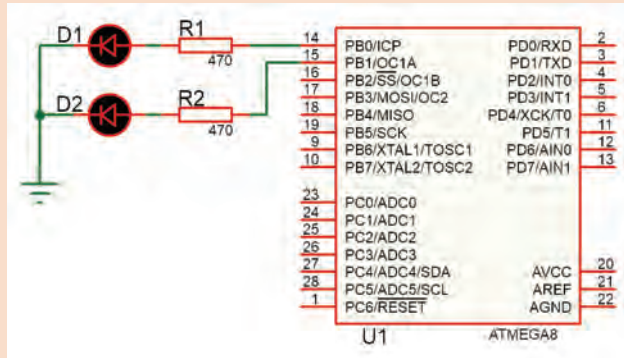 D1
R1
470
D2
R2
470
14 PB0/ICP
15 PB1/OC1A
16 PB2/SS/OC1B
17 PB3/MOSI/OC2
18 PB4/MISO
19 PB5/SCK
9 PB6/XTAL1/TOSC1
10 PB7/XTAL2/TOSC2
23 PC0/ADC0
24 PC1/ADC1
25 PC2/ADC2
26 PC3/ADC3
27 PC4/ADC4/SDA
28 PC5/ADC5/SCL
1 PC6/RESET
PD0/RXD 2
PD1/TXD 3
PD2/INT0 4
PD3/INT1 5
PD4/XCK/T0 6
PD5/T1 11
PD6/AIN0 12
PD7/AIN1 13
AVCC 20
AREF 21
AGND 22
U1
ATMEGA8